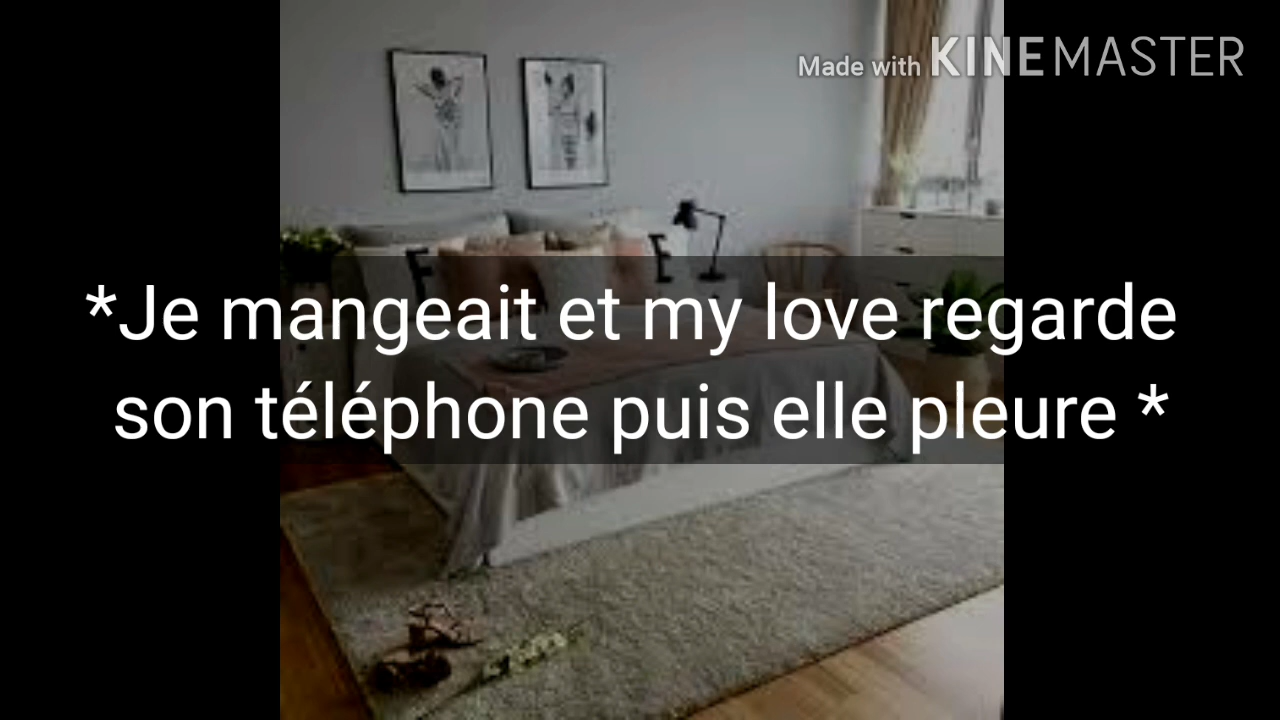 Made with KINEMASTER
F E
*Je mangeait et my love regarde
son téléphone puis elle pleure *